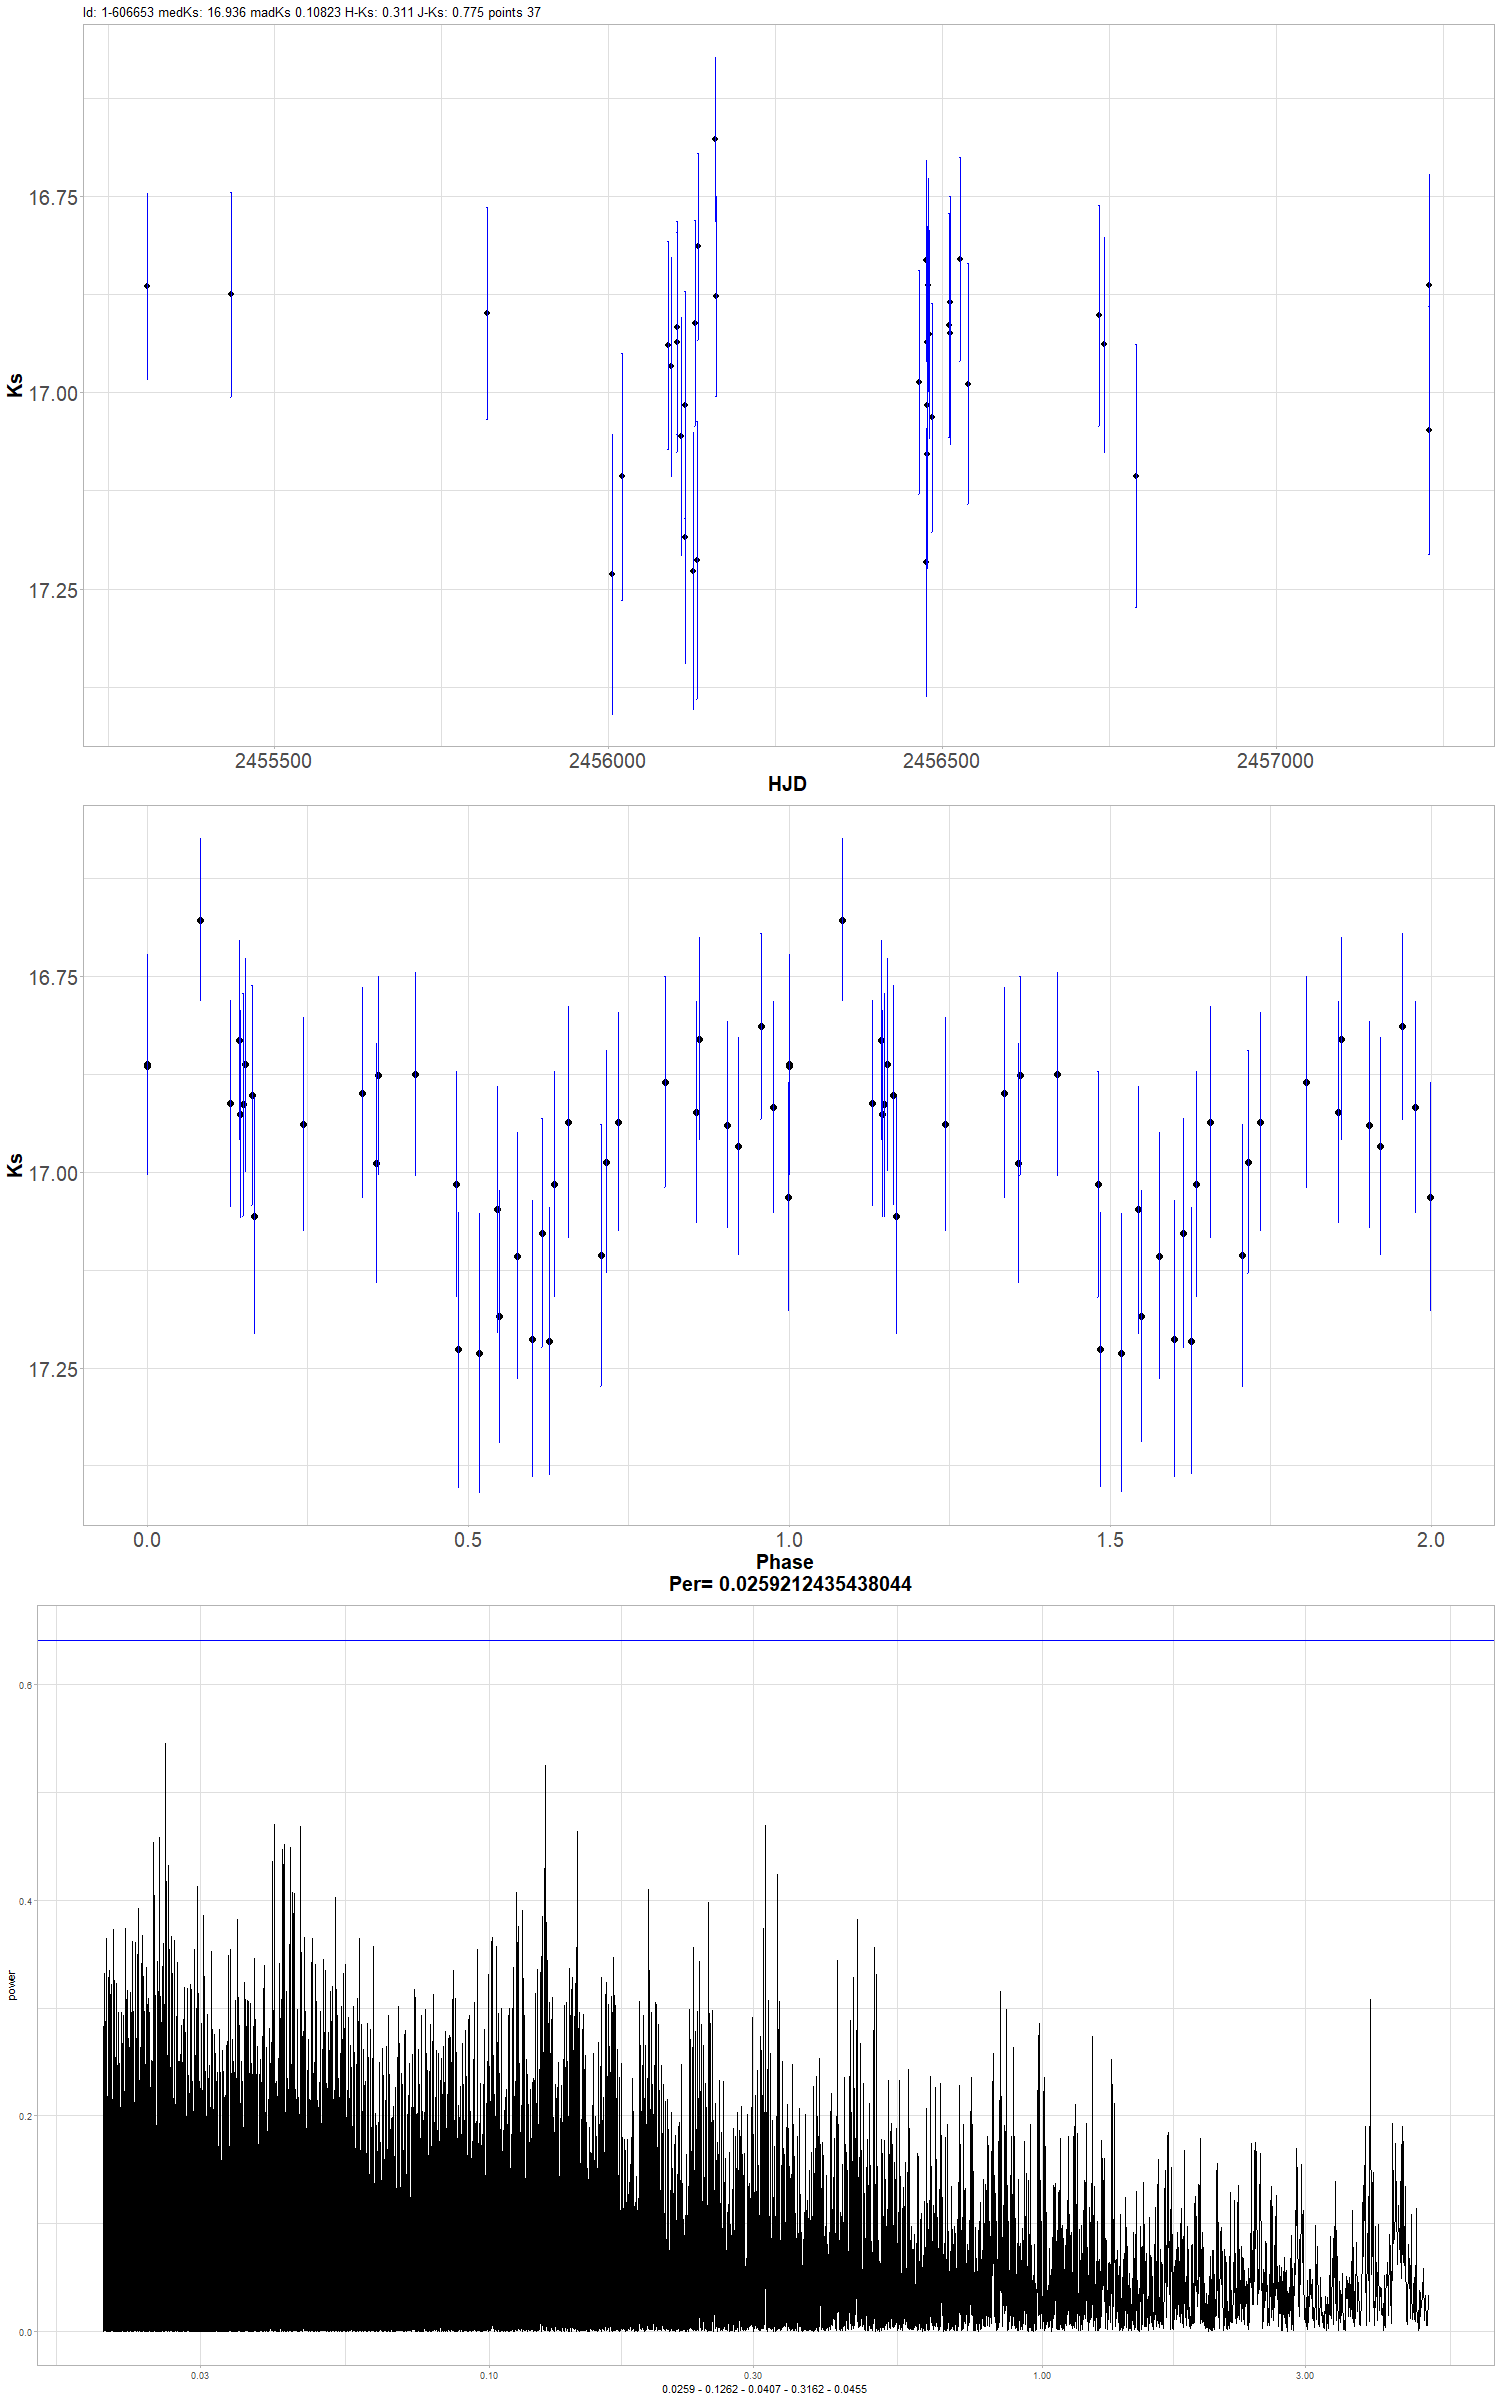 Id: 1-606653 medKs: 16.936 madKs 0.10823 H-Ks: 0.311 J-Ks: 0.775 points 37
16.75
17.00
17.25
Ks
2455500 2456000 2456500 2457000
HJD
16.75
17.00
17.25
Ks
0.0 0.5 1.0 1.5 2.0
Phase
Per= 0.0259212435438044
0.6
0.4
0.2
0.0
power
0.03 0.10 0.30 1.00 3.00
0.0259 - 0.1262 - 0.0407 - 0.3162 - 0.0455